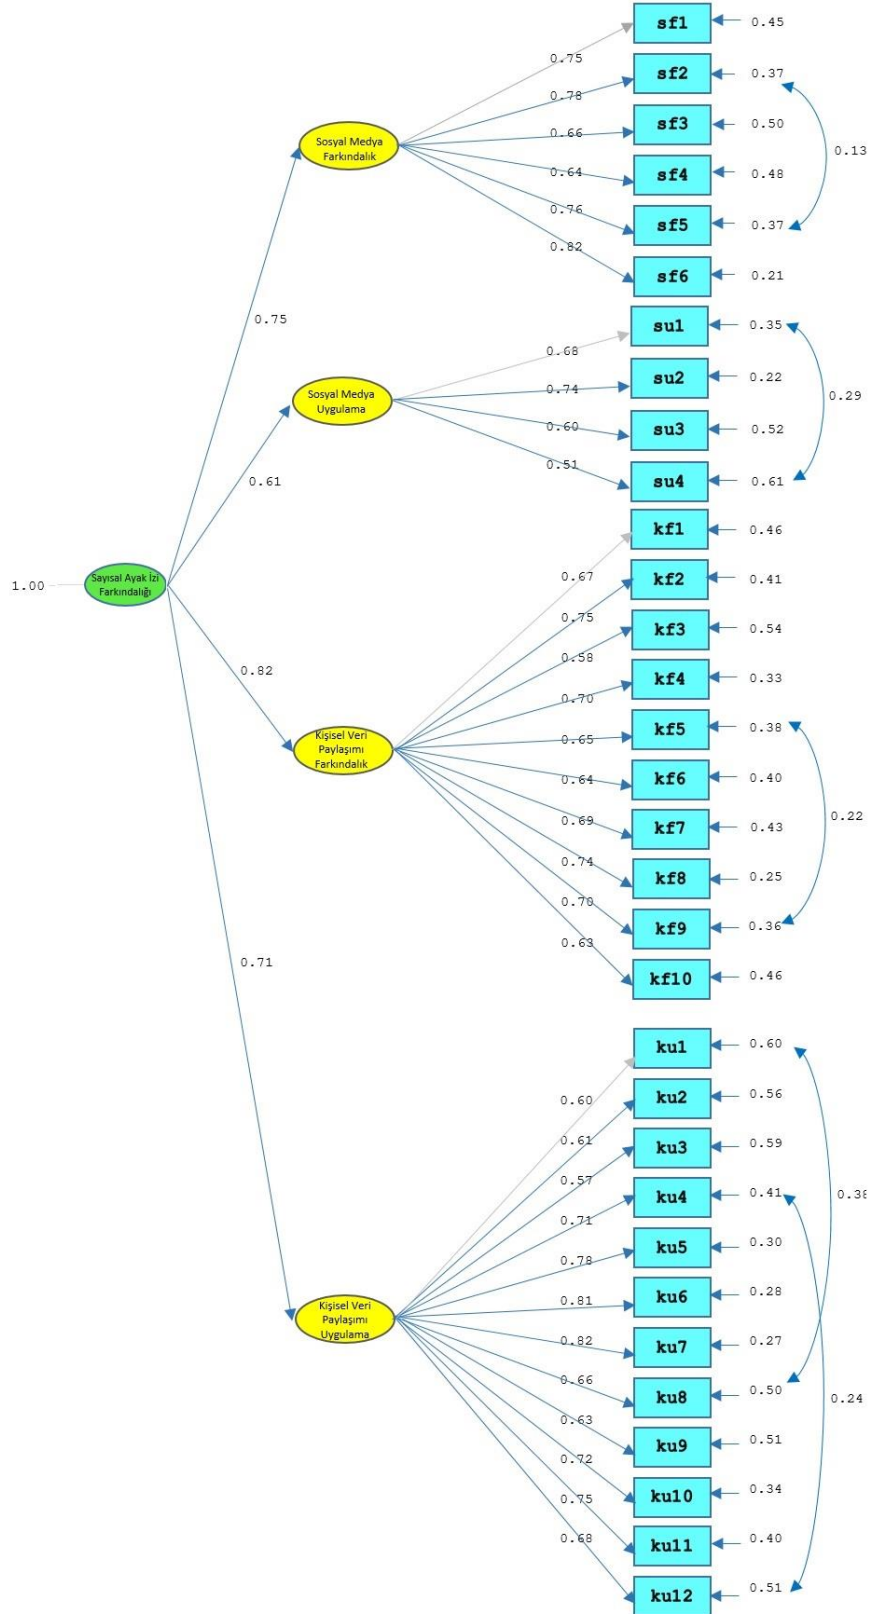 sf1
0.45
0.75
sf2
0.37
0.78
sf3
0.50
0.13
0.66
Sosyal Medya
Farkındalık
sf4
0.48
0.64
sf5
0.37
0.76
sf6
0.21
0.82
0.75
su1
0.35
0.68
su2
0.22
0.74
0.29
Sosyal Medya
Uygulama
su3
0.52
0.60
su4
0.61
0.51
0.61
kf1
0.46
0.67
1.00
Sayısal Ayak İzi
Farkındalığı
kf2
0.41
0.75
kf3
0.54
0.58
0.82
kf4
0.33
0.70
kf5
0.38
0.65
Kişisel Veri
Paylaşımı
Farkındalık
kf6
0.40
0.64
kf7
0.43
0.22
0.69
kf8
0.25
0.74
kf9
0.36
0.70
kf10
0.46
0.63
0.71
ku1
0.60
0.60
ku2
0.56
0.61
ku3
0.59
0.57
ku4
0.41
0.71
ku5
0.30
0.78
ku6
0.28
0.81
Kişisel Veri
Paylaşımı
Uygulama
ku7
0.27
0.82
ku8
0.50
0.66
0.24
ku9
0.51
0.63
ku10
0.34
0.72
ku11
0.40
0.75
ku12
0.51
0.68